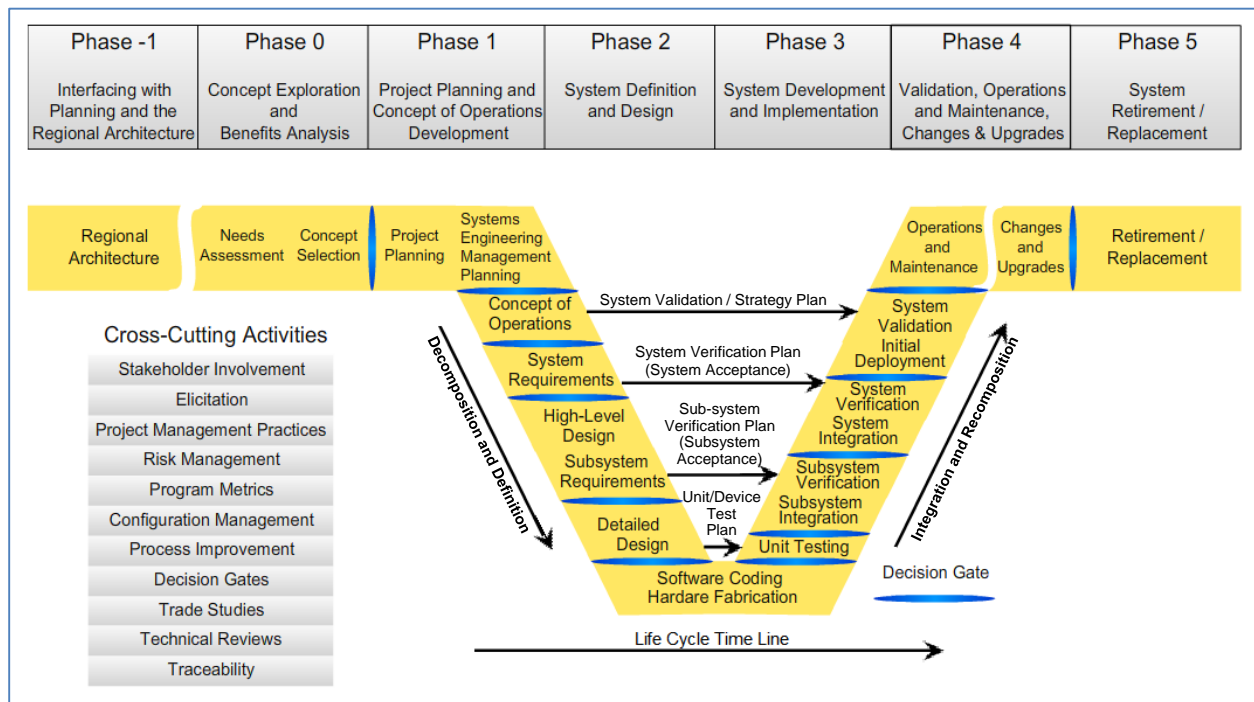 Phase -1
Interfacing with
Planning and the
Regional Architecture
Phase 0
Concept Exploration
and
Benefits Analysis
Phase 1
Project Planning and
Concept of Operations
Development
Phase 2
System Definition
and Design
Phase 3
System Development
and Implementation
Phase 4
Validation, Operations
and Maintenance,
Changes & Upgrades
Phase 5
System
Retirement /
Replacement
Regional
Architecture
Needs
Assessment
Concept
Selection
Project
Planning
Systems
Engineering
Management
Planning
Operations
and
Maintenance
Changes
and
Upgrades
Retirement /
Replacement
Concept of
Operations
System Validation / Strategy Plan
System
Validation
Initial
Deployment
System
Requirements
System Verification Plan
(System Acceptance)
System
Verification
System
Integration
High-Level
Design
Subsystem
Requirements
Sub-system
Verification Plan
(Subsystem
Acceptance)
Subsystem
Verification
Subsystem
Integration
Detailed
Design
Unit/Device
Test
Plan
Unit Testing
Software Coding
Hardare Fabrication
Decomposition and Definition
Integration and Recomposition
Decision Gate
Life Cycle Time Line
Cross-Cutting Activities
Stakeholder Involvement
Elicitation
Project Management Practices
Risk Management
Program Metrics
Configuration Management
Process Improvement
Decision Gates
Trade Studies
Technical Reviews
Traceability